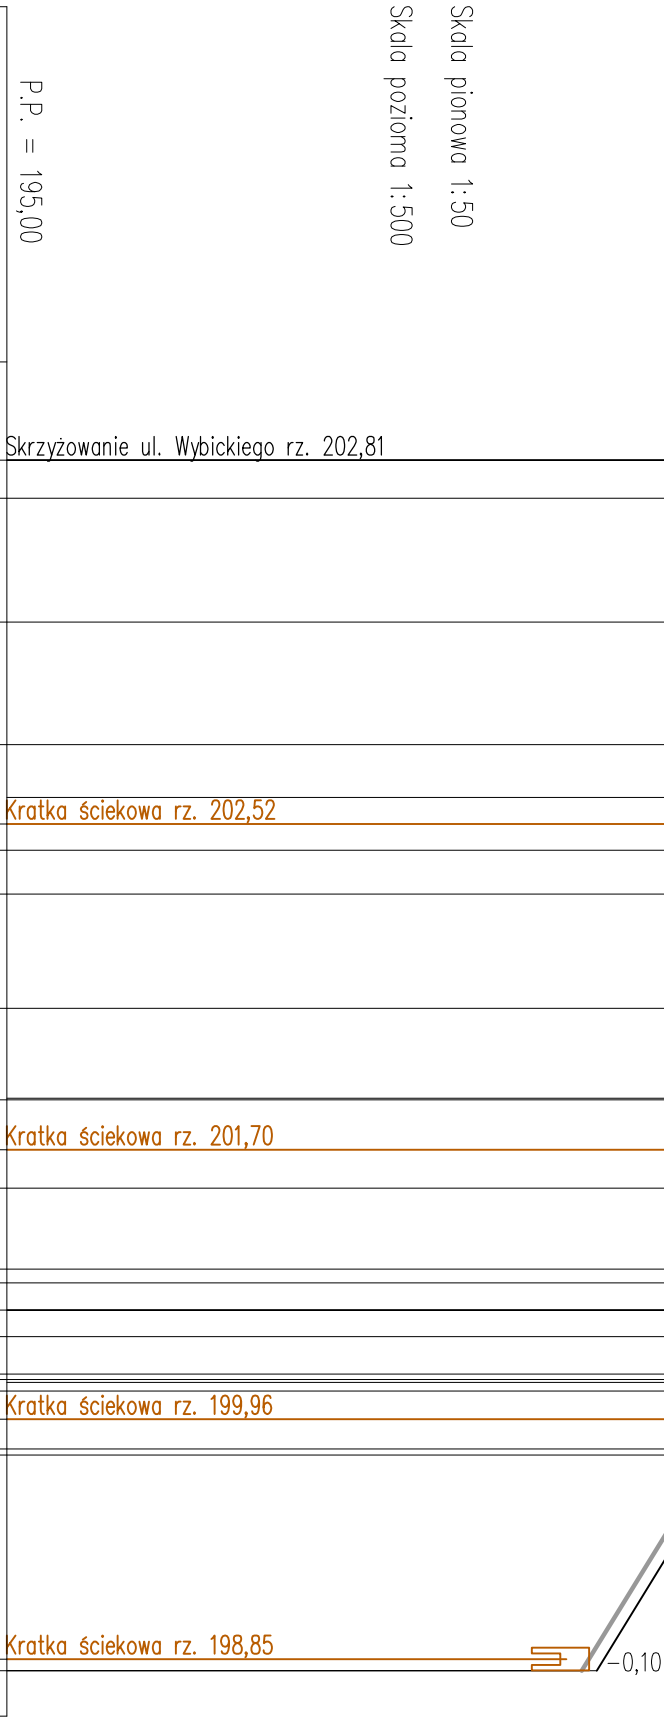 Skala pionowa 1:50
Skala pozioma 1:500
P.P. = 195,00
Skrzyżowanie ul. Wybickiego rz. 202,81
Kratka ściekowa rz. 202,52
Kratka ściekowa rz. 201,70
Kratka ściekowa rz. 199,96
Kratka ściekowa rz. 198,85
-0,10